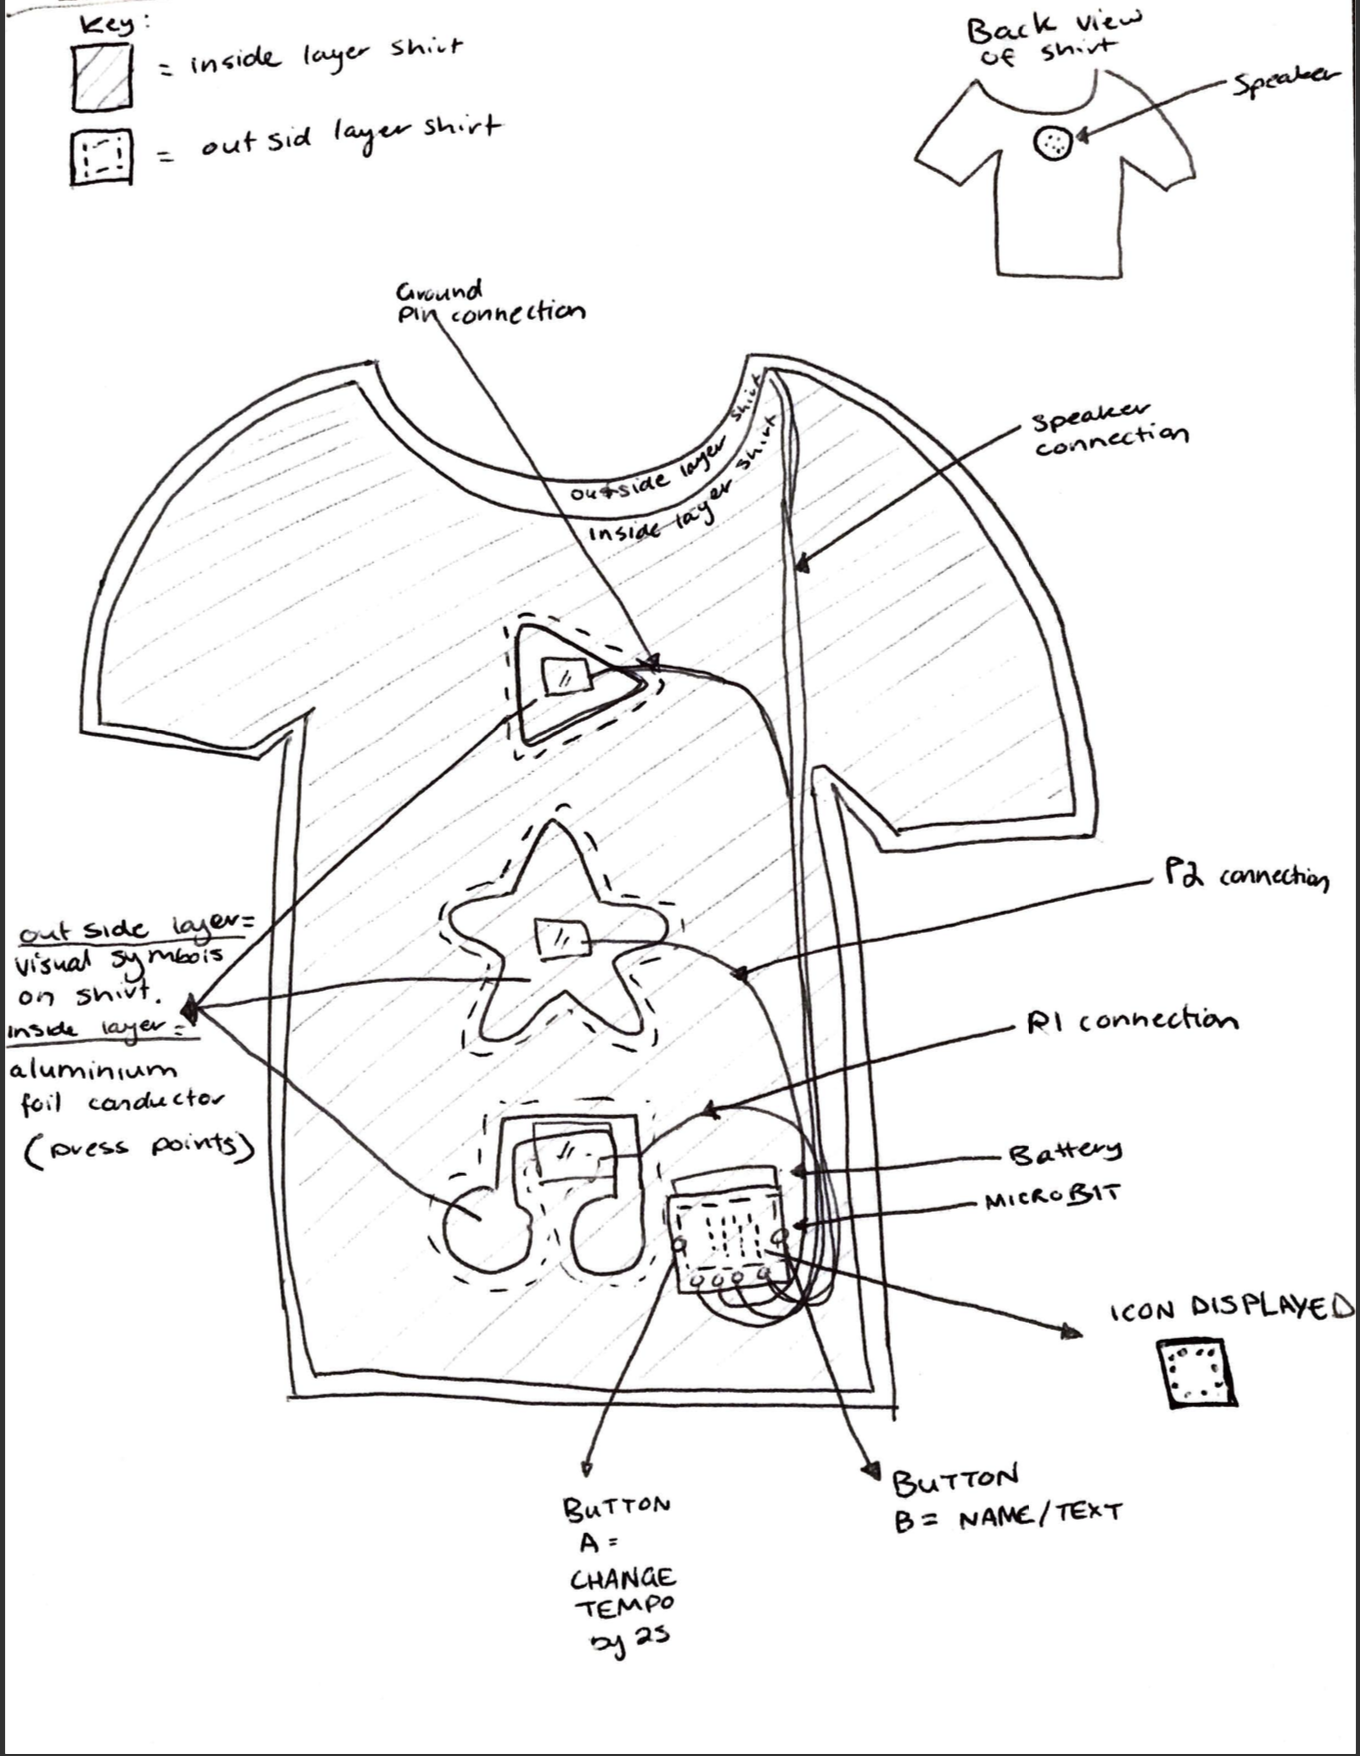 Key:
= inside layer shirt
= out sid layer shirt
Back view
of shirt
Speaker
Ground
Pin connection
outside layer shirt
inside layer shirt
Speaker
connection
P2 connection
out side layer=
visual symbols
on shirt.
inside layer=
aluminium
foil conductor
(press points)
P1 connection
Battery
MICROBIT
ICON DISPLAYED
BUTTON
A =
CHANGE
TEMPO
by 25
BUTTON
B = NAME/TEXT